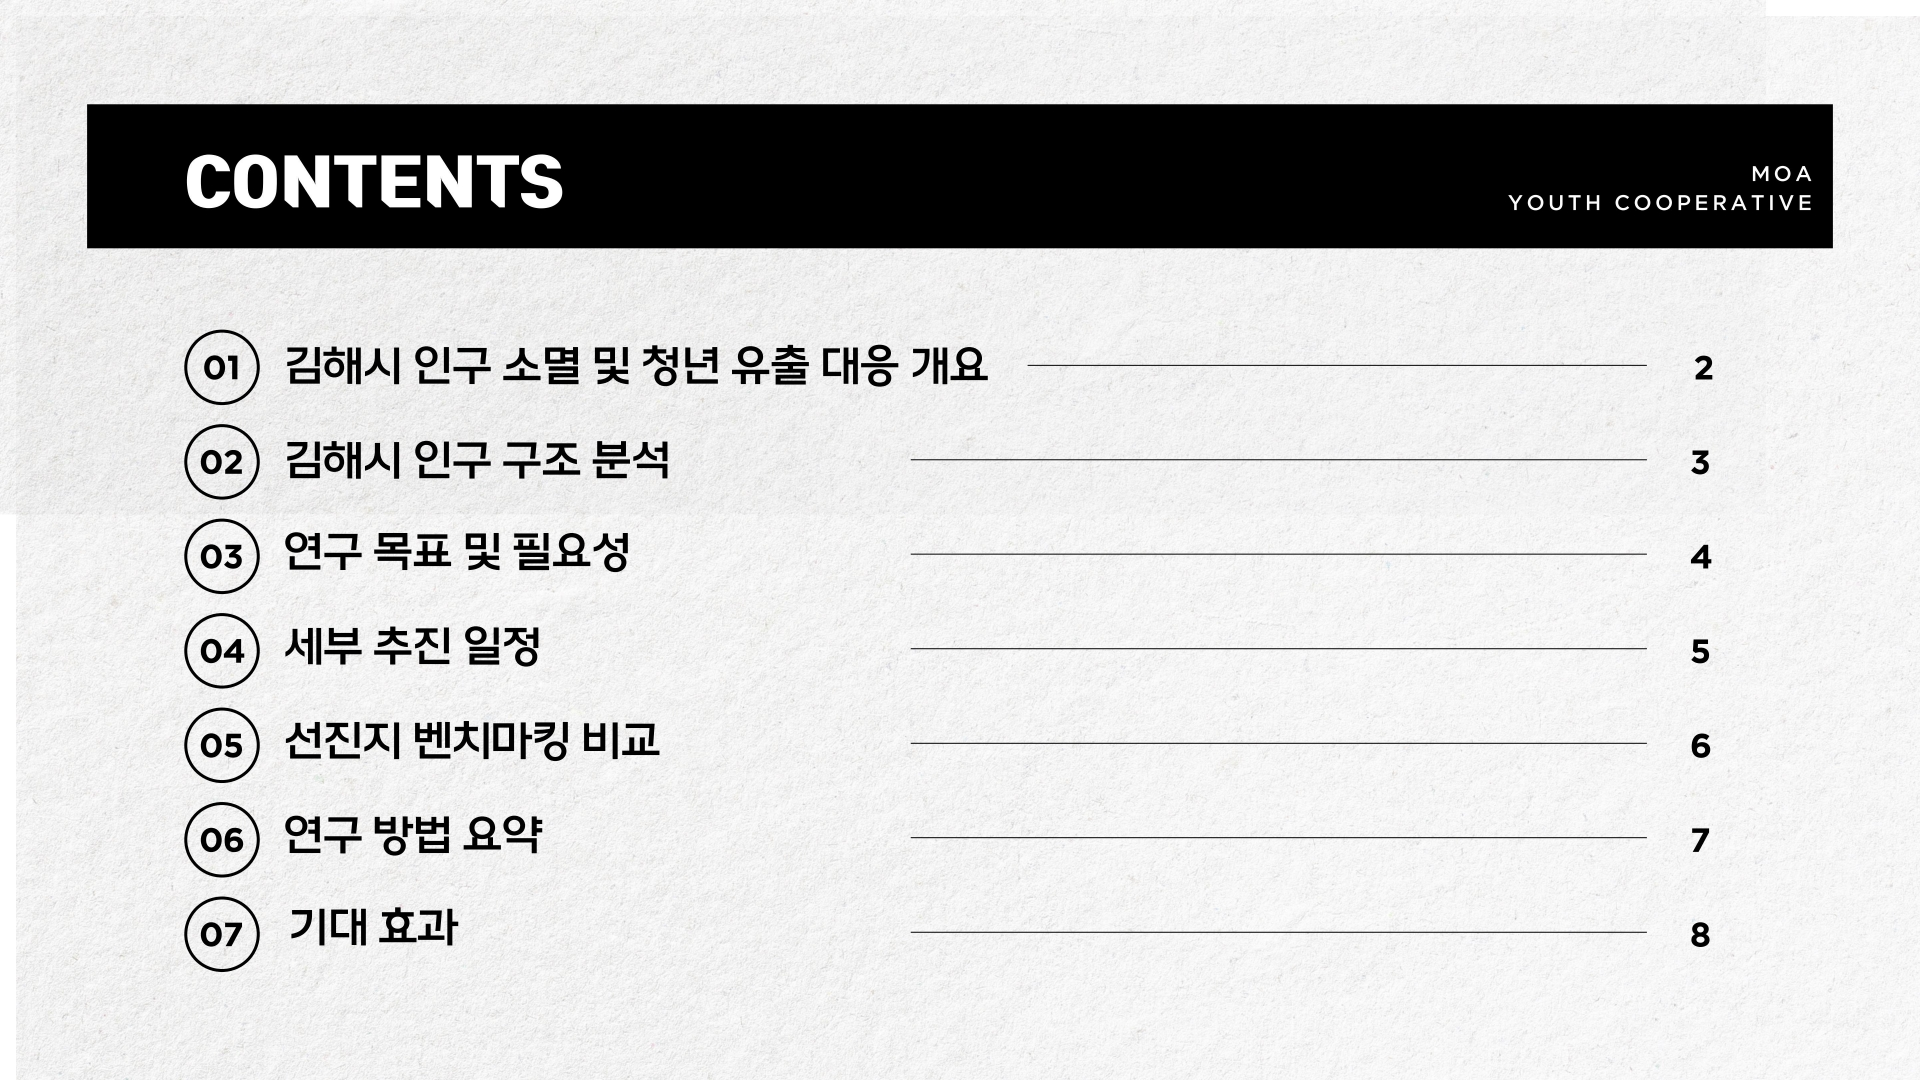 CONTENTS
MOA
YOUTH COOPERATIVE
01 김해시 인구 소멸 및 청년 유출 대응 개요 2
02 김해시 인구 구조 분석 3
03 연구 목표 및 필요성 4
04 세부 추진 일정 5
05 선진지 벤치마킹 비교 6
06 연구 방법 요약 7
07 기대 효과 8